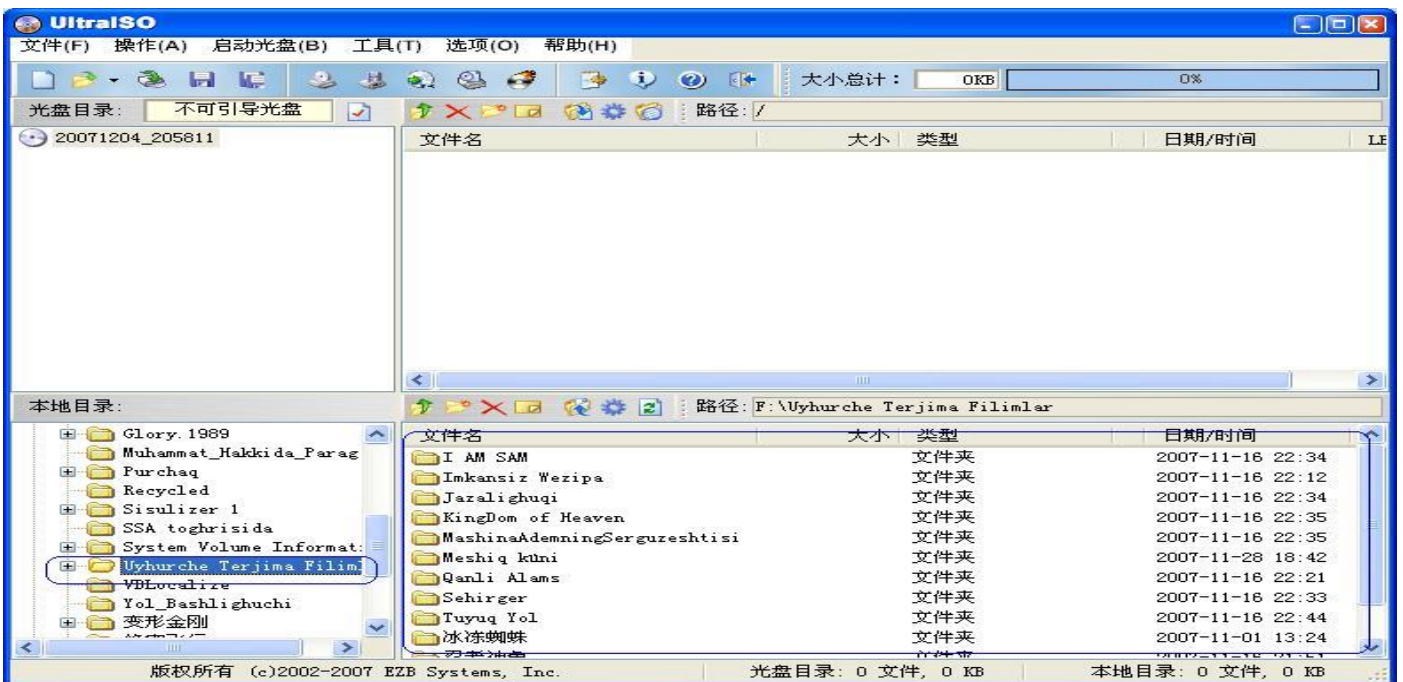 UltraISO
文件(F) 操作(A) 启动光盘(B) 工具(T) 选项(O) 帮助(H)
大小总计: 0KB 0%
光盘目录: 不可引导光盘 路径: /
20071204_205811
文件名 大小 类型 日期/时间
本地目录: 路径: F:\Uyhurche Terjima Filimlar
Glory.1989
Muhammat_Hakkida_Parag
Purchaq
Recycled
Sisulizer 1
SSA toghrisida
System Volume Informat
Uyhurche Terjima Filim
VBLocalize
Yol_Bashlighuchi
变形金刚
文件名 大小 类型 日期/时间
I AM SAM 文件夹 2007-11-16 22:34
Imkansiz Wezipa 文件夹 2007-11-16 22:12
Jazalighuqi 文件夹 2007-11-16 22:34
KingDom of Heaven 文件夹 2007-11-16 22:35
MashinaAdemningSerguzeshtisi 文件夹 2007-11-16 22:35
Meshiq küni 文件夹 2007-11-28 18:42
Qanli Alams 文件夹 2007-11-16 22:21
Sehirger 文件夹 2007-11-16 22:33
Tuyuq Yol 文件夹 2007-11-16 22:44
冰冻蜘蛛 文件夹 2007-11-01 13:24
版权所有 (c)2002-2007 EZB Systems, Inc. 光盘目录: 0 文件, 0 KB 本地目录: 0 文件, 0 KB